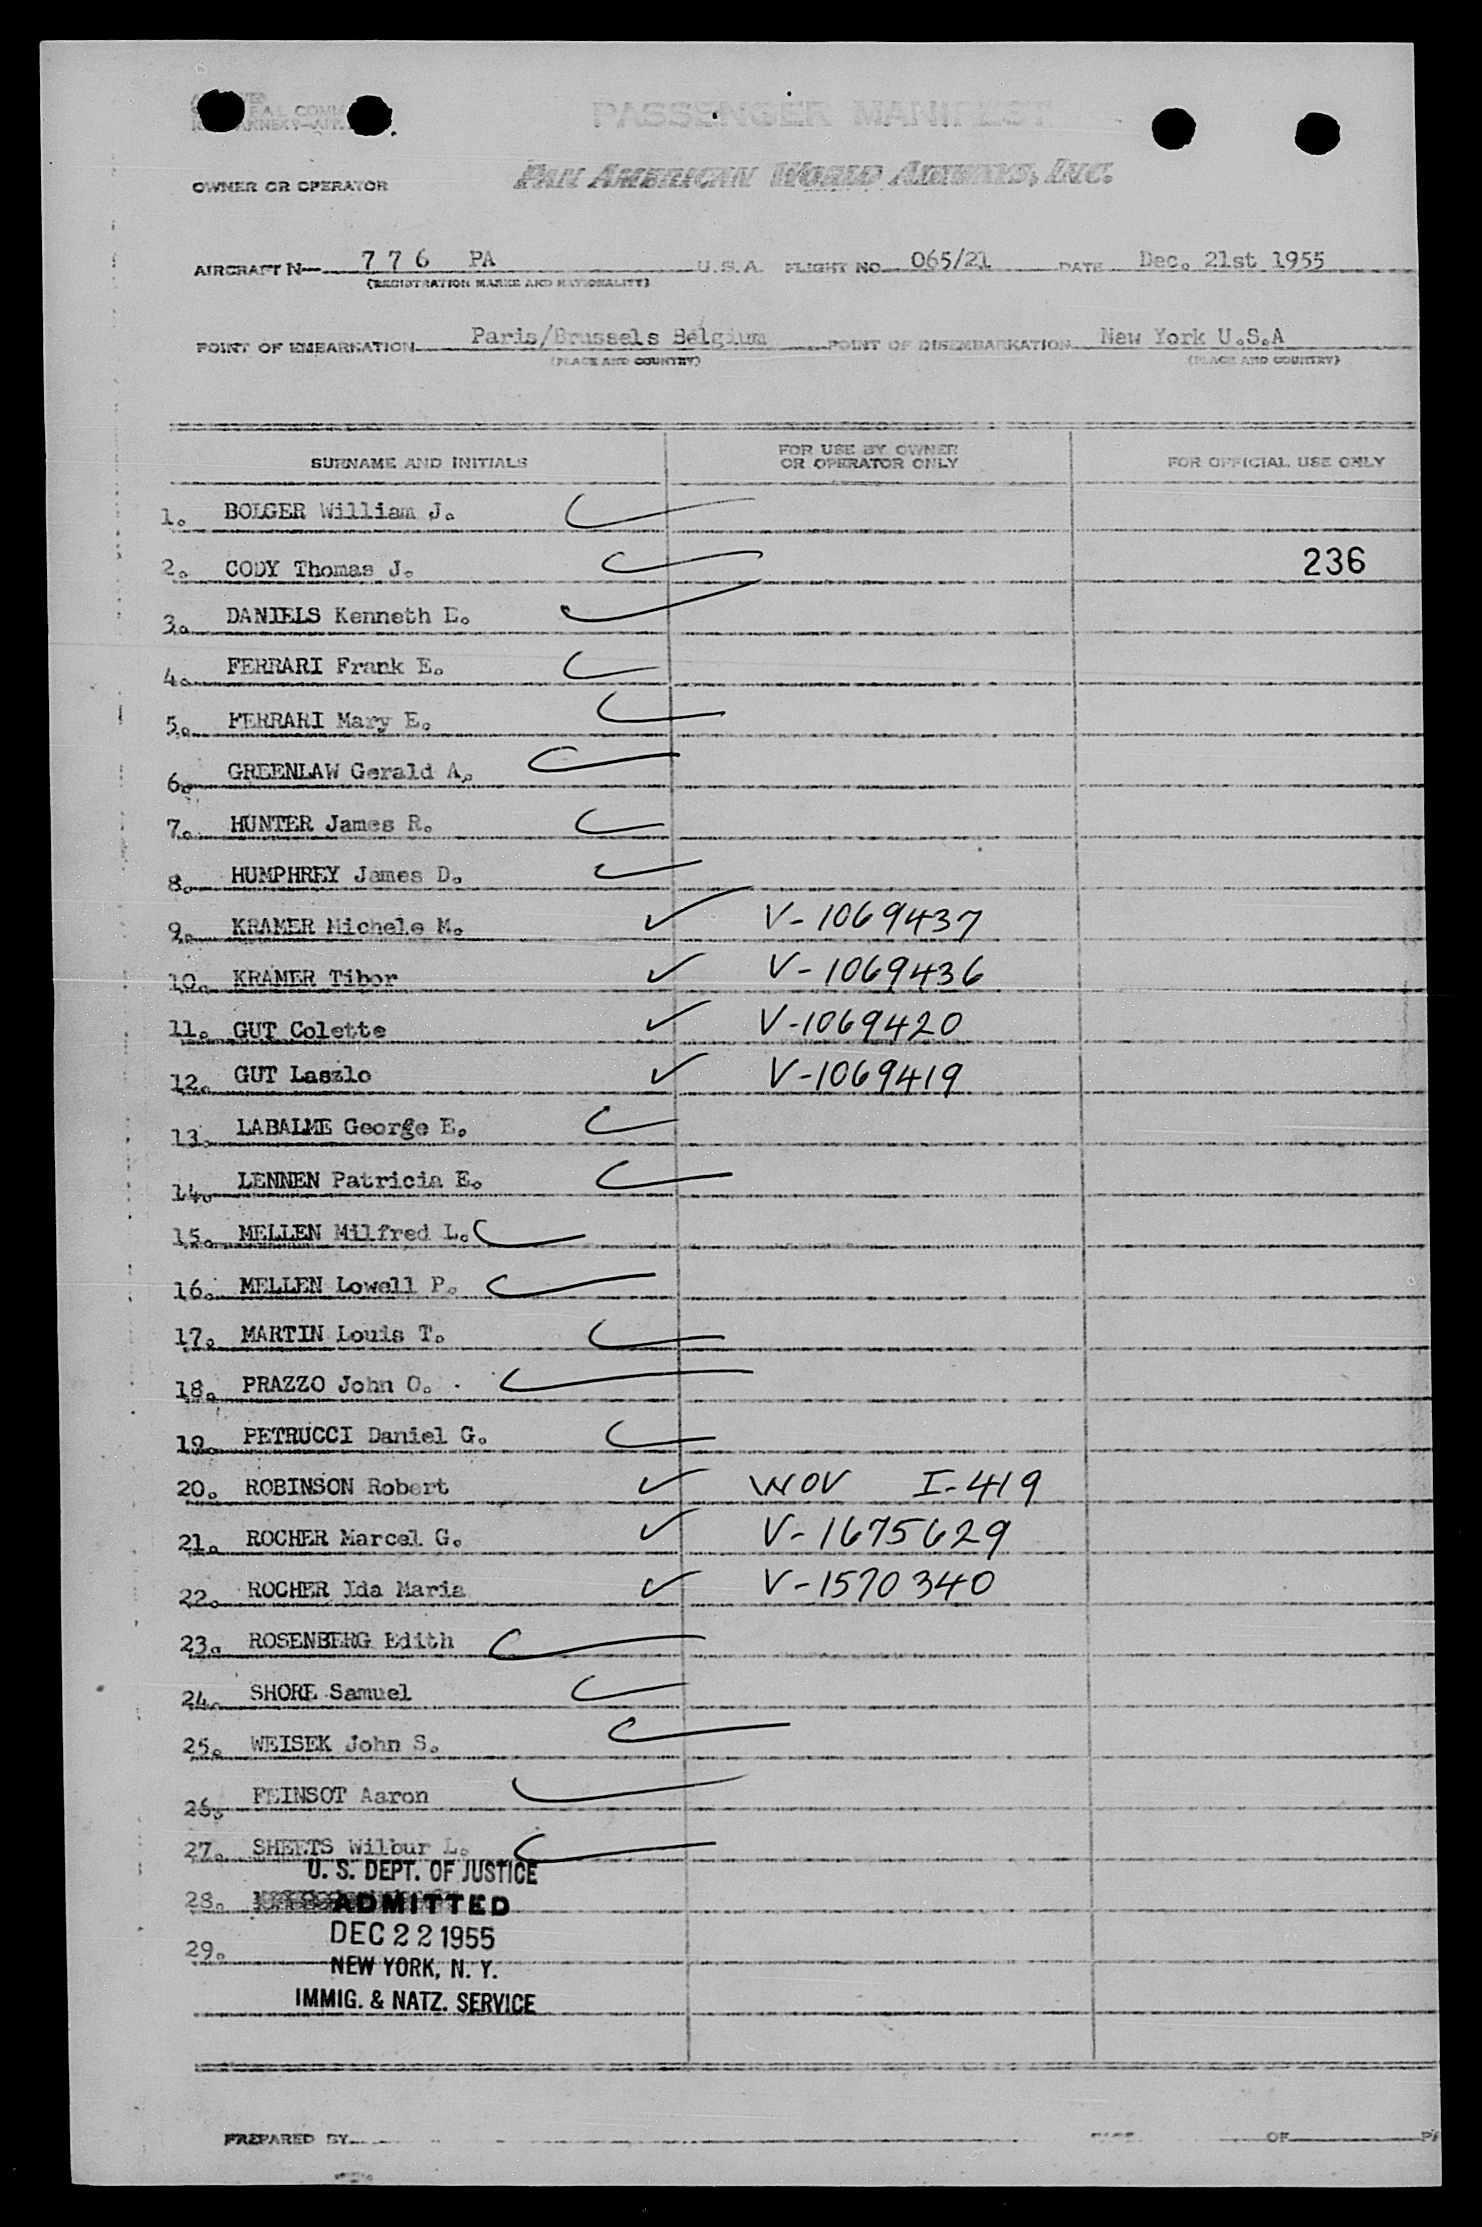 PASSENGER MANIFEST
OWNER OR OPERATOR PAN AMERICAN WORLD AIRWAYS, INC.
AIRCRAFT N— 7 7 6 PA U.S.A. FLIGHT NO. 065/21 DATE Dec. 21st 1955
(REGISTRATION MARKS AND NATIONALITY)
POINT OF EMBARKATION Paris/Brussels Belgium POINT OF DISEMBARKATION New York U.S.A
(PLACE AND COUNTRY) (PLACE AND COUNTRY)
SURNAME AND INITIALS FOR USE BY OWNER OR OPERATOR ONLY FOR OFFICIAL USE ONLY
1. BOLGER William J.
2. CODY Thomas J. 236
3. DANIELS Kenneth E.
4. FERRARI Frank E.
5. FERRARI Mary E.
6. GREENLAW Gerald A.
7. HUNTER James R.
8. HUMPHREY James D.
9. KRAMER Michele M. ✓ V-1069437
10. KRAMER Tibor ✓ V-1069436
11. GUT Colette ✓ V-1069420
12. GUT Laszlo ✓ V-1069419
13. LABALME George E.
14. LENNEN Patricia E.
15. MELLEN Milfred L.
16. MELLEN Lowell P.
17. MARTIN Louis T.
18. PRAZZO John O.
19. PETRUCCI Daniel G.
20. ROBINSON Robert ✓ WOV I-419
21. ROCHER Marcel G. ✓ V-1675629
22. ROCHER Ida Maria ✓ V-1570340
23. ROSENBERG Edith
24. SHORE Samuel
25. WEISEK John S.
26. FEINSOT Aaron
27. SHEETS Wilbur L.
U. S. DEPT. OF JUSTICE
28. ADMITTED
DEC 22 1955
29.
NEW YORK, N. Y.
IMMIG. & NATZ. SERVICE
PREPARED BY OF